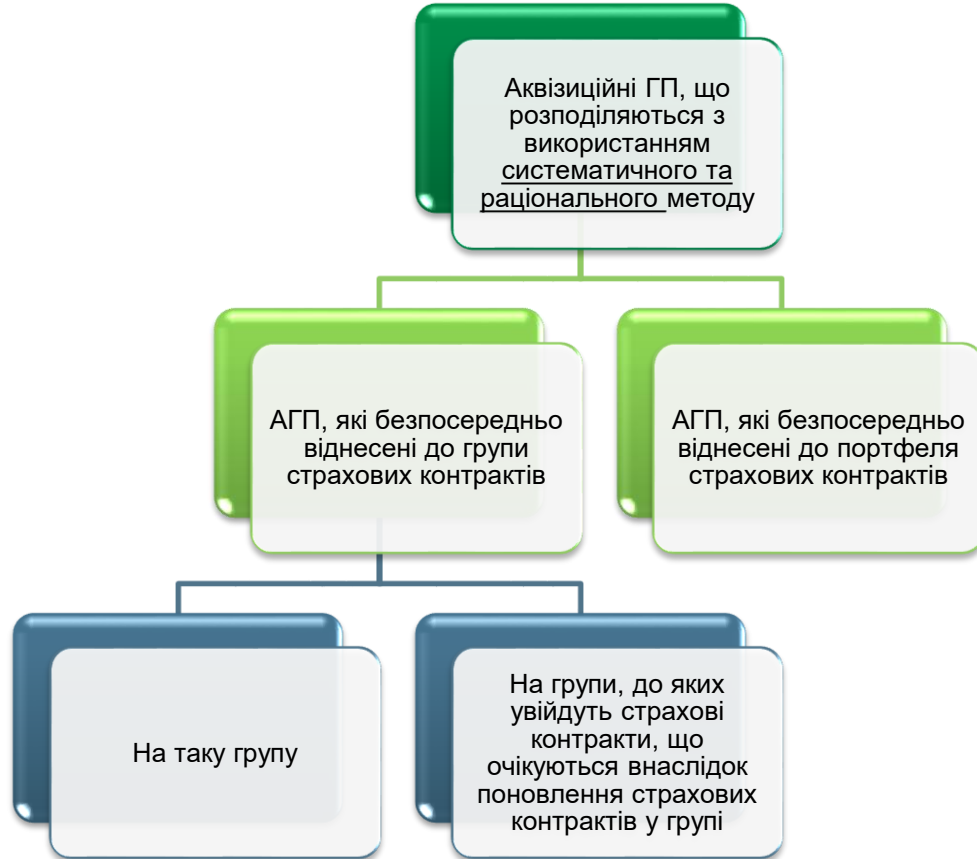 Аквізиційні ГП, що
розподіляються з
використанням
систематичного та
раціонального методу
АГП, які безпосередньо
віднесені до групи
страхових контрактів
АГП, які безпосередньо
віднесені до портфеля
страхових контрактів
На таку групу
На групи, до яких
увійдуть страхові
контракти, що
очікуються внаслідок
поновлення страхових
контрактів у групі